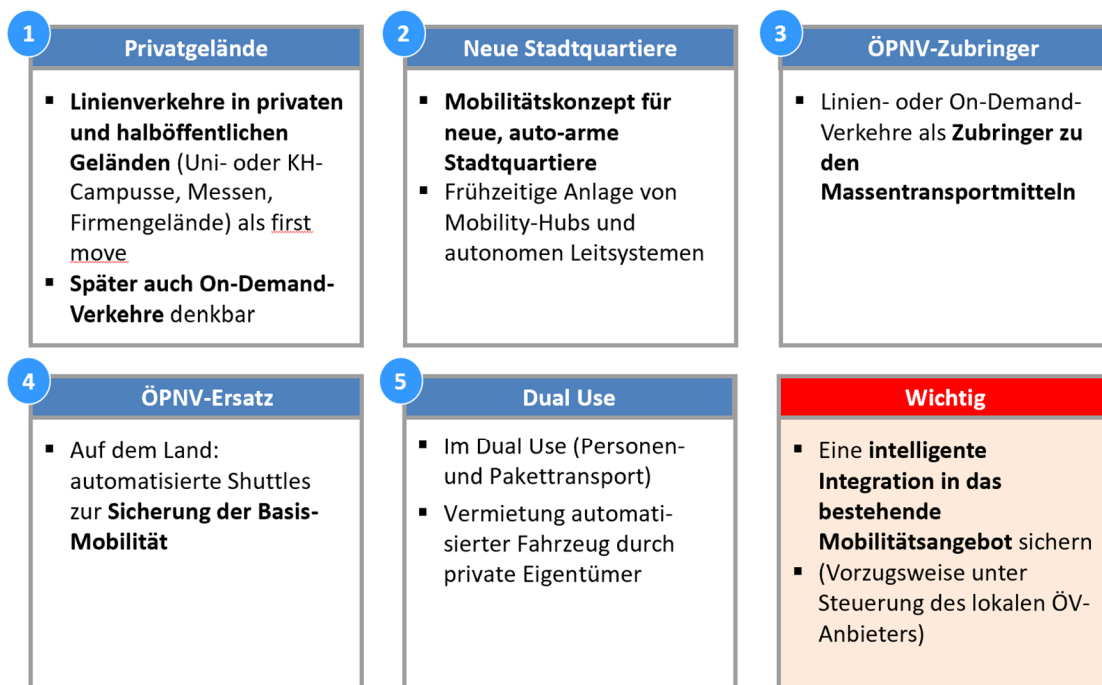 1
Privatgelände
▪ Linienverkehre in privaten
und halböffentlichen
Geländen (Uni- oder KH-
Campusse, Messen,
Firmengelände) als first
move
▪ Später auch On-Demand-
Verkehre denkbar
2
Neue Stadtquartiere
▪ Mobilitätskonzept für
neue, auto-arme
Stadtquartiere
▪ Frühzeitige Anlage von
Mobility-Hubs und
autonomen Leitsystemen
3
ÖPNV-Zubringer
▪ Linien- oder On-Demand-
Verkehre als Zubringer zu
den
Massentransportmitteln
4
ÖPNV-Ersatz
▪ Auf dem Land:
automatisierte Shuttles
zur Sicherung der Basis-
Mobilität
5
Dual Use
▪ Im Dual Use (Personen-
und Pakettransport)
▪ Vermietung automati-
sierter Fahrzeug durch
private Eigentümer
Wichtig
▪ Eine intelligente
Integration in das
bestehende
Mobilitätsangebot sichern
▪ (Vorzugsweise unter
Steuerung des lokalen ÖV-
Anbieters)